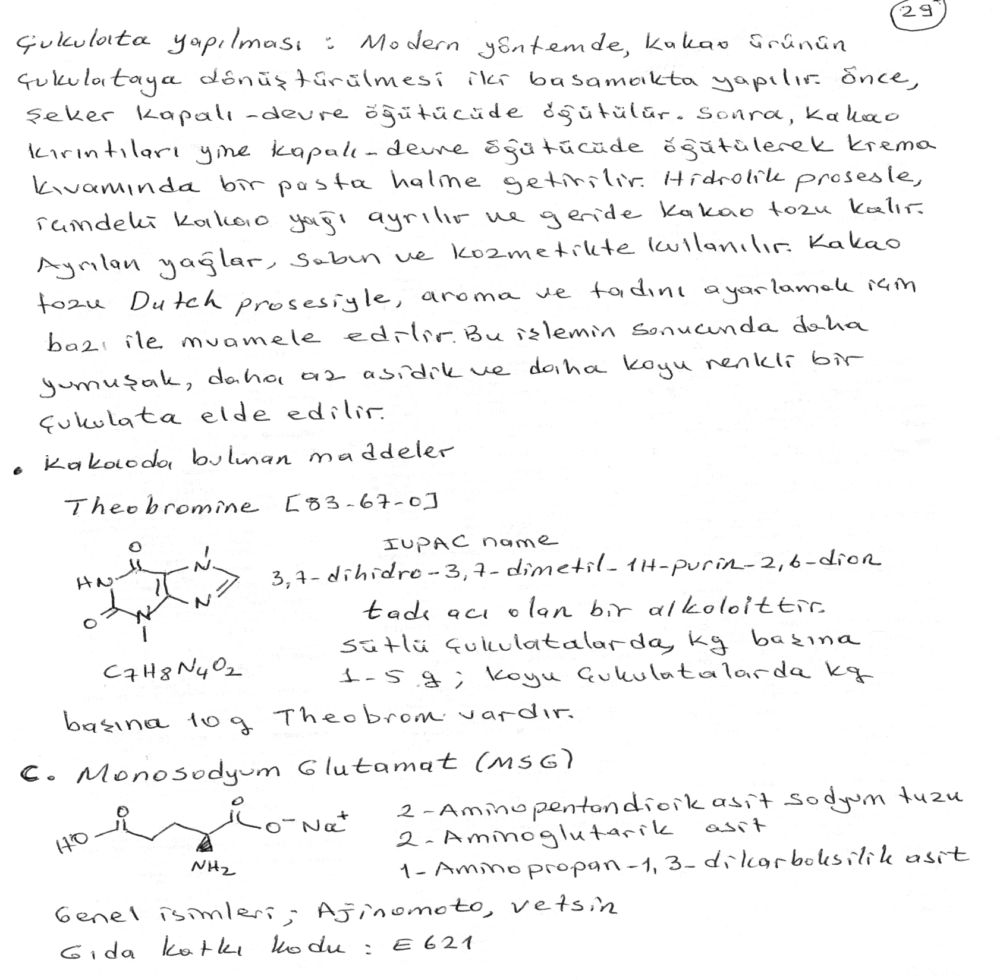 29
Çukulata yapılması : Modern yöntemde, kakao ürünün
çukulataya dönüştürülmesi iki basamakta yapılır. Önce,
şeker kapalı-devre öğütücüde öğütülür. Sonra, kakao
kırıntıları yine kapalı-devre öğütücüde öğütülerek krema
kıvamında bir pasta haline getirilir. Hidrolik prosesle,
içindeki kakao yağı ayrılır ve geride kakao tozu kalır.
Ayrılan yağlar, sabun ve kozmetikte kullanılır. Kakao
tozu Dutch prosesiyle, aroma ve tadını ayarlamak için
bazı ile muamele edilir. Bu işlemin sonucunda daha
yumuşak, daha az asidik ve daha koyu renkli bir
çukulata elde edilir.
• Kakaoda bulunan maddeler
Theobromine [83-67-0]
IUPAC name
3,7-dihidro-3,7-dimetil-1H-purin-2,6-dion
tadı acı olan bir alkoloittir.
Sütlü çukulatalarda, kg başına
1-5 g; koyu çukulatalarda kg
başına 10 g Theobrom vardır.
O
N
HN
N
O
N
C7H8N4O2
C. Monosodyum Glutamat (MSG)
O
O
HO
O⁻ Na⁺
NH2
2-Aminopentandioik asit sodyum tuzu
2-Aminoglutarik asit
1-Aminopropan-1,3-dikarboksilik asit
Genel isimleri; Ajinomoto, vetsin
Gıda katkı kodu : E 621